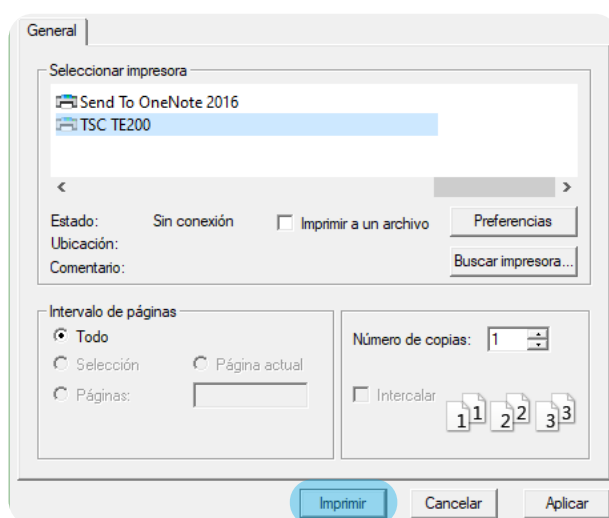 General
Seleccionar impresora
Send To OneNote 2016
TSC TE200
Estado: Sin conexión Imprimir a un archivo Preferencias
Ubicación:
Comentario: Buscar impresora...
Intervalo de páginas
Todo
Selección Página actual
Páginas:
Número de copias: 1
Intercalar
1 1 2 2 3 3
Imprimir Cancelar Aplicar